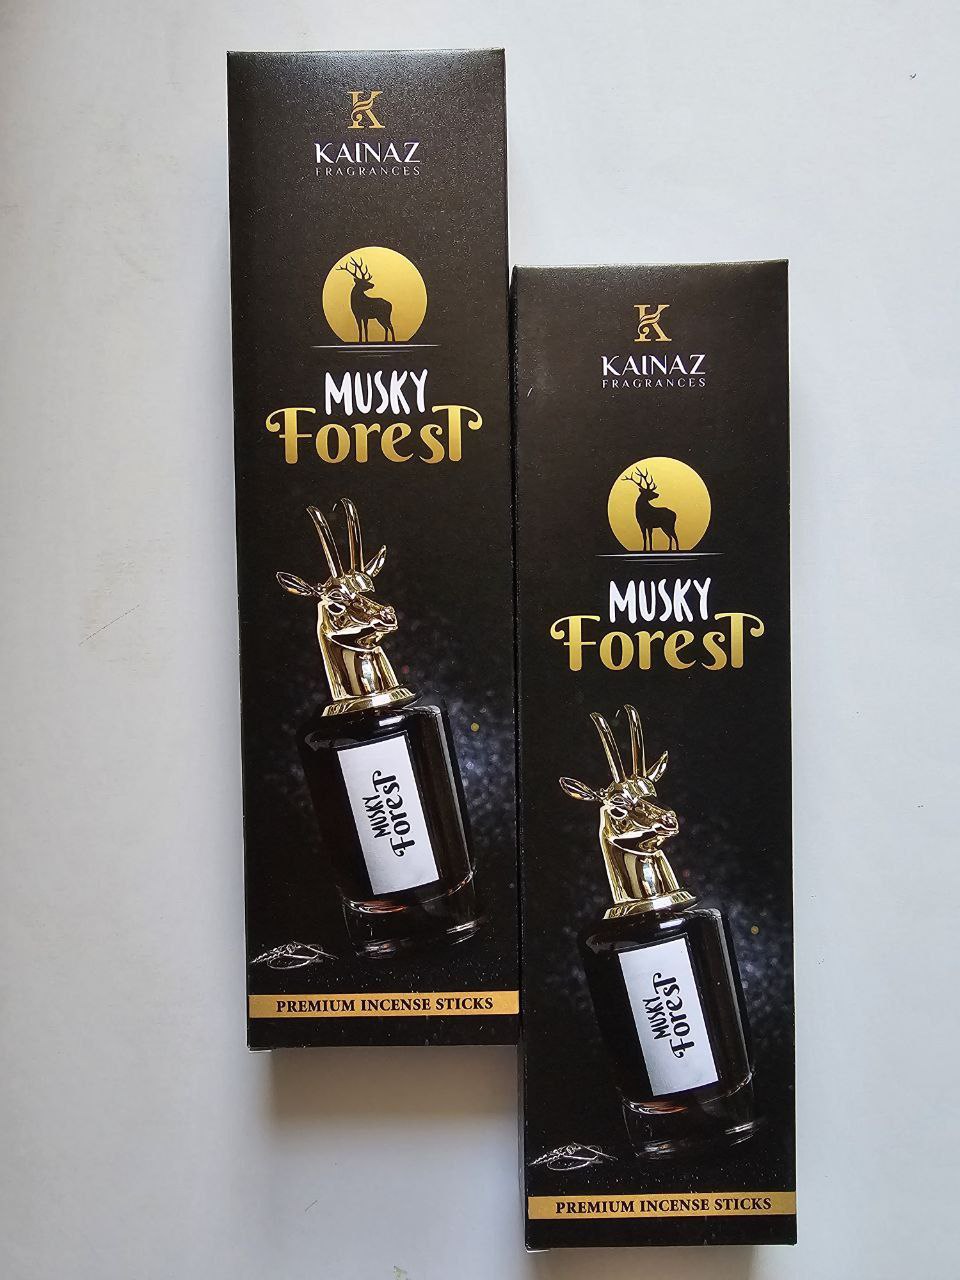 K
KAINAZ
FRAGRANCES
MUSKY
Forest
MUSKY
Forest
PREMIUM INCENSE STICKS
K
KAINAZ
FRAGRANCES
MUSKY
Forest
MUSKY
Forest
PREMIUM INCENSE STICKS